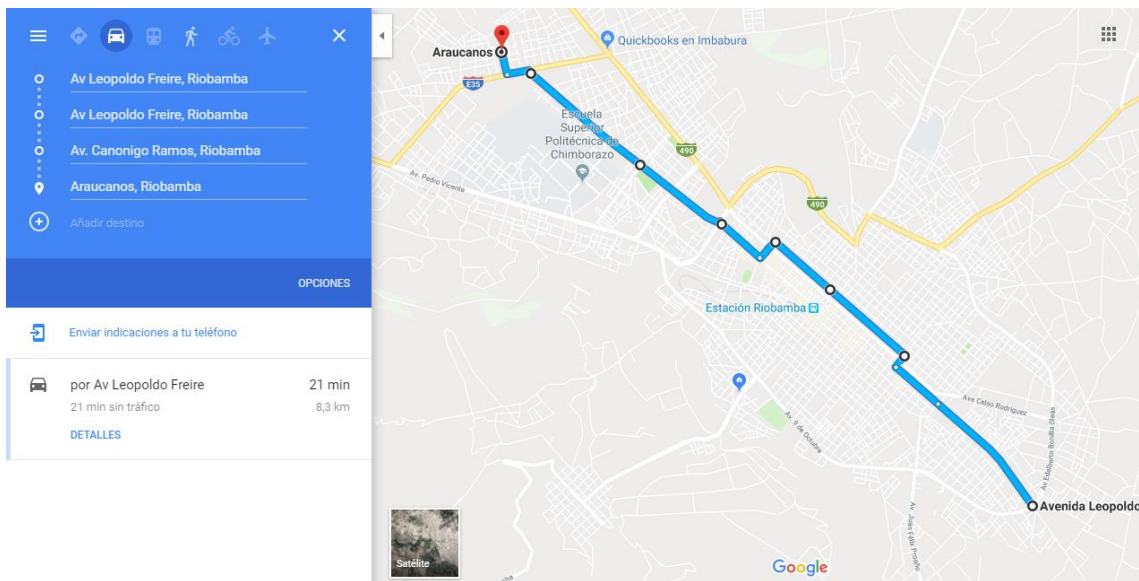 Av Leopoldo Freire, Riobamba
Av Leopoldo Freire, Riobamba
Av. Canonigo Ramos, Riobamba
Araucanos, Riobamba
Añadir destino
OPCIONES
Enviar indicaciones a tu teléfono
por Av Leopoldo Freire 21 min
21 min sin tráfico 8,3 km
DETALLES
Quickbooks en Imbabura
Araucanos
E35
Escuela
Superior
Politécnica de
Chimborazo
490
Av. Pedro Vicente
490
Estación Riobamba
Ave Celso Rodriguez
Av. 9 de Octubre
Av Edelberto Bonilla Oleas
Avenida Leopoldo
Av. Juan Félix Proaño
Satélite
Google